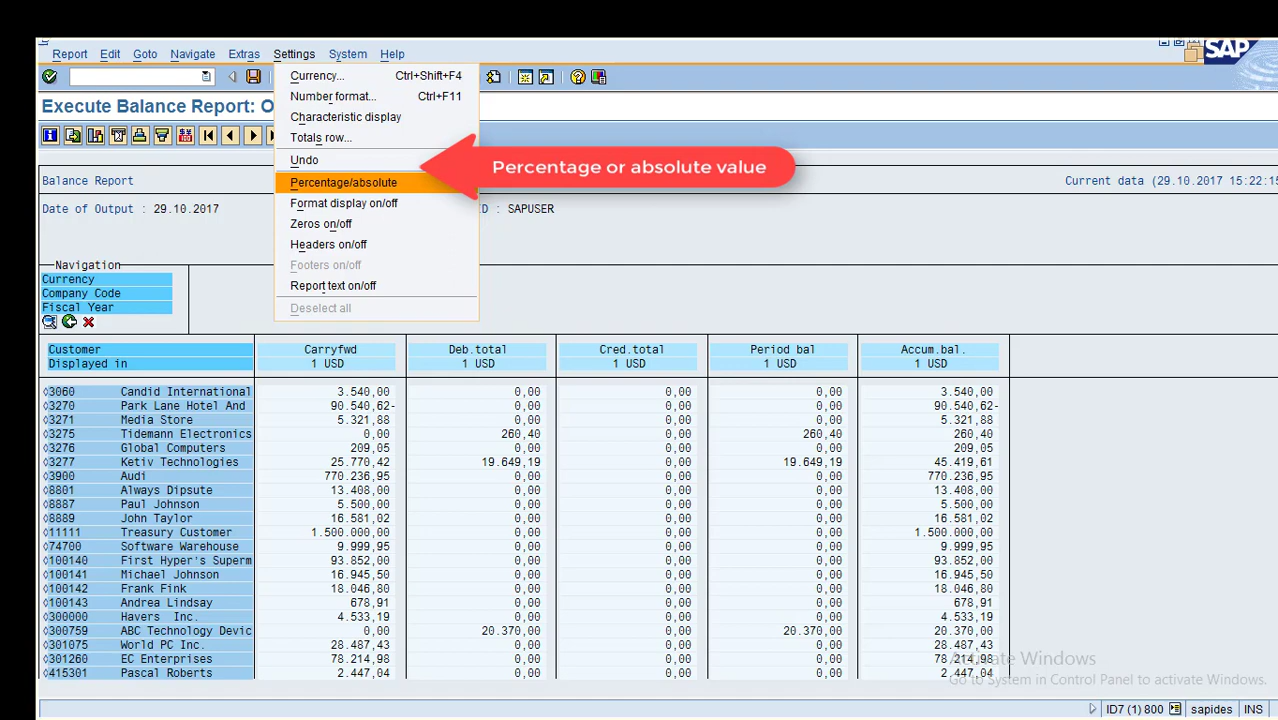 Report Edit Goto Navigate Extras Settings System Help
SAP
Currency... Ctrl+Shift+F4
Number format... Ctrl+F11
Characteristic display
Totals row...
Undo
Percentage/absolute
Format display on/off
Zeros on/off
Headers on/off
Footers on/off
Report text on/off
Deselect all
Percentage or absolute value
Execute Balance Report: O
Balance Report Current data (29.10.2017 15:22:15
Date of Output : 29.10.2017 : SAPUSER
Navigation
Currency
Company Code
Fiscal Year
Customer Carryfwd Deb.total Cred.total Period bal Accum.bal.
Displayed in 1 USD 1 USD 1 USD 1 USD 1 USD
3060 Candid International 3.540,00 0,00 0,00 0,00 3.540,00
3270 Park Lane Hotel And 90.540,62- 0,00 0,00 0,00 90.540,62-
3271 Media Store 5.321,88 0,00 0,00 0,00 5.321,88
3275 Tidemann Electronics 0,00 260,40 0,00 260,40 260,40
3276 Global Computers 209,05 0,00 0,00 0,00 209,05
3277 Ketiv Technologies 25.770,42 19.649,19 0,00 19.649,19 45.419,61
3900 Audi 770.236,95 0,00 0,00 0,00 770.236,95
8801 Always Dipsute 13.408,00 0,00 0,00 0,00 13.408,00
8887 Paul Johnson 5.500,00 0,00 0,00 0,00 5.500,00
8889 John Taylor 16.581,02 0,00 0,00 0,00 16.581,02
11111 Treasury Customer 1.500.000,00 0,00 0,00 0,00 1.500.000,00
74700 Software Warehouse 9.999,95 0,00 0,00 0,00 9.999,95
100140 First Hyper's Superm 93.852,00 0,00 0,00 0,00 93.852,00
100141 Michael Johnson 16.945,50 0,00 0,00 0,00 16.945,50
100142 Frank Fink 18.046,80 0,00 0,00 0,00 18.046,80
100143 Andrea Lindsay 678,91 0,00 0,00 0,00 678,91
300000 Havers Inc. 4.533,19 0,00 0,00 0,00 4.533,19
300759 ABC Technology Devic 0,00 20.370,00 0,00 20.370,00 20.370,00
301075 World PC Inc. 28.487,43 0,00 0,00 0,00 28.487,43
301260 EC Enterprises 78.214,98 0,00 0,00 0,00 78.214,98
415301 Pascal Roberts 2.447,04 0,00 0,00 0,00 2.447,04
Activate Windows
Go to System in Control Panel to activate Windows.
ID7 (1) 800 sapides INS